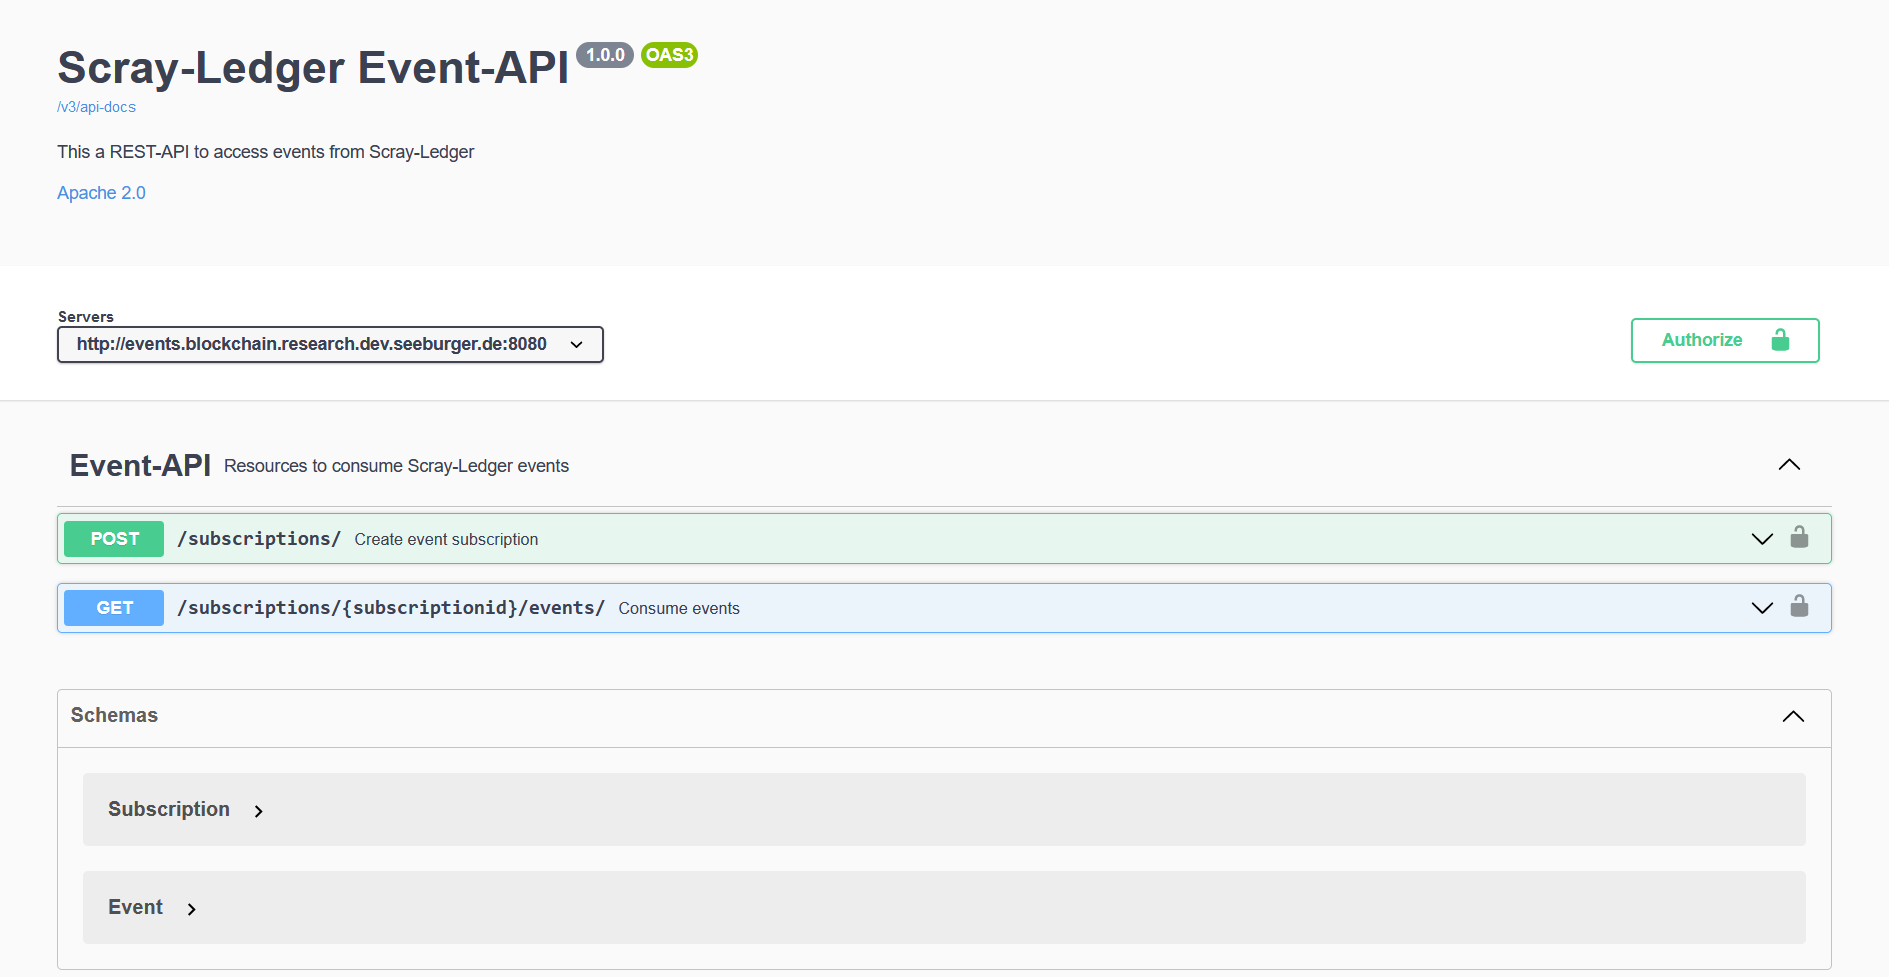 Scray-Ledger Event-API 1.0.0 OAS3
/v3/api-docs
This a REST-API to access events from Scray-Ledger
Apache 2.0
Servers
http://events.blockchain.research.dev.seeburger.de:8080
Authorize
Event-API Resources to consume Scray-Ledger events
POST /subscriptions/ Create event subscription
GET /subscriptions/{subscriptionid}/events/ Consume events
Schemas
Subscription
Event